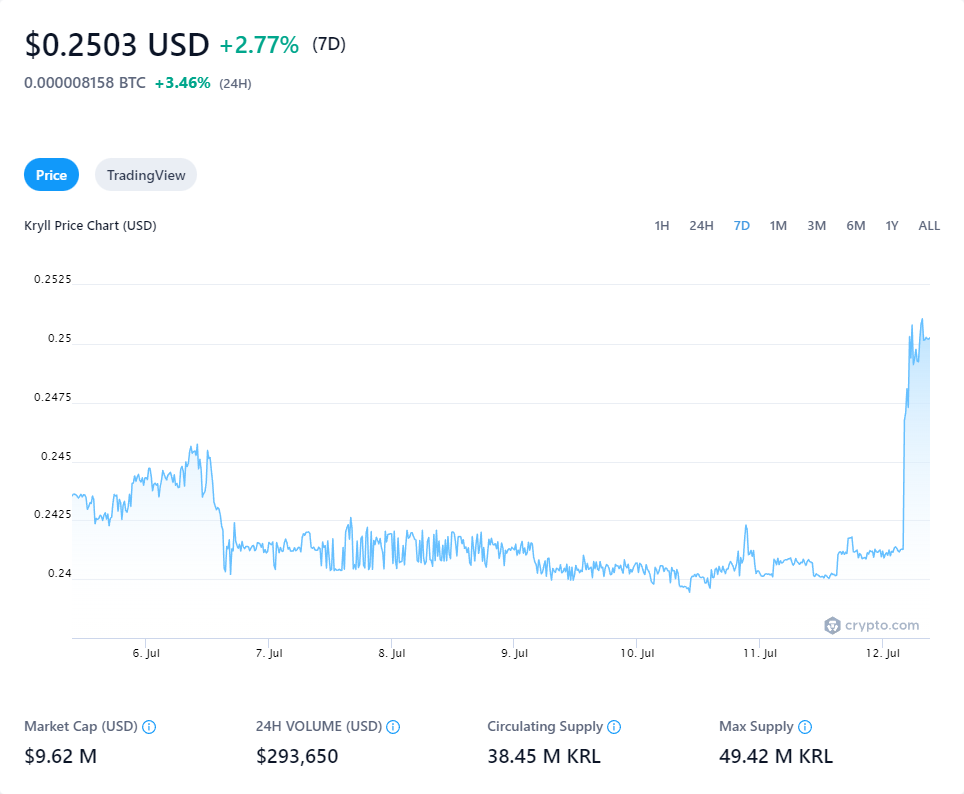 $0.2503 USD +2.77% (7D)
0.000008158 BTC +3.46% (24H)
Price TradingView
Kryll Price Chart (USD) 1H 24H 7D 1M 3M 6M 1Y ALL
0.2525
0.25
0.2475
0.245
0.2425
0.24
crypto.com
6. Jul 7. Jul 8. Jul 9. Jul 10. Jul 11. Jul 12. Jul
Market Cap (USD) 24H VOLUME (USD) Circulating Supply Max Supply
$9.62 M $293,650 38.45 M KRL 49.42 M KRL